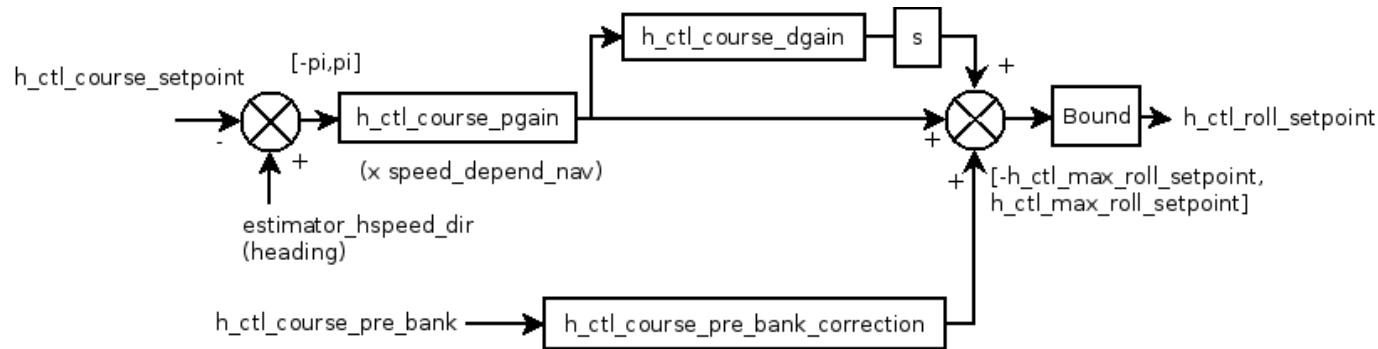 h_ctl_course_dgain
s
[-pi,pi]
+
h_ctl_course_setpoint
h_ctl_course_pgain
Bound
h_ctl_roll_setpoint
-
+
+
(x speed_depend_nav)
+
[-h_ctl_max_roll_setpoint,
h_ctl_max_roll_setpoint]
estimator_hspeed_dir
(heading)
h_ctl_course_pre_bank
h_ctl_course_pre_bank_correction